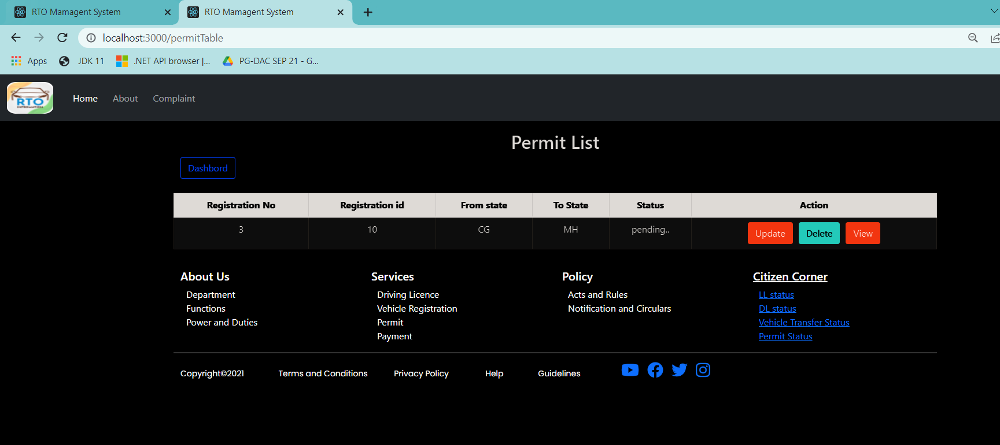 RTO Mamagent System
RTO Mamagent System
localhost:3000/permitTable
Apps
JDK 11
.NET API browser |...
PG-DAC SEP 21 - G...
RTO
INFROMATION
Home
About
Complaint
Permit List
Dashbord
Registration No Registration id From state To State Status Action
3 10 CG MH pending.. Update Delete View
About Us
Department
Functions
Power and Duties
Services
Driving Licence
Vehicle Registration
Permit
Payment
Policy
Acts and Rules
Notification and Circulars
Citizen Corner
LL status
DL status
Vehicle Transfer Status
Permit Status
Copyright©2021 Terms and Conditions Privacy Policy Help Guidelines